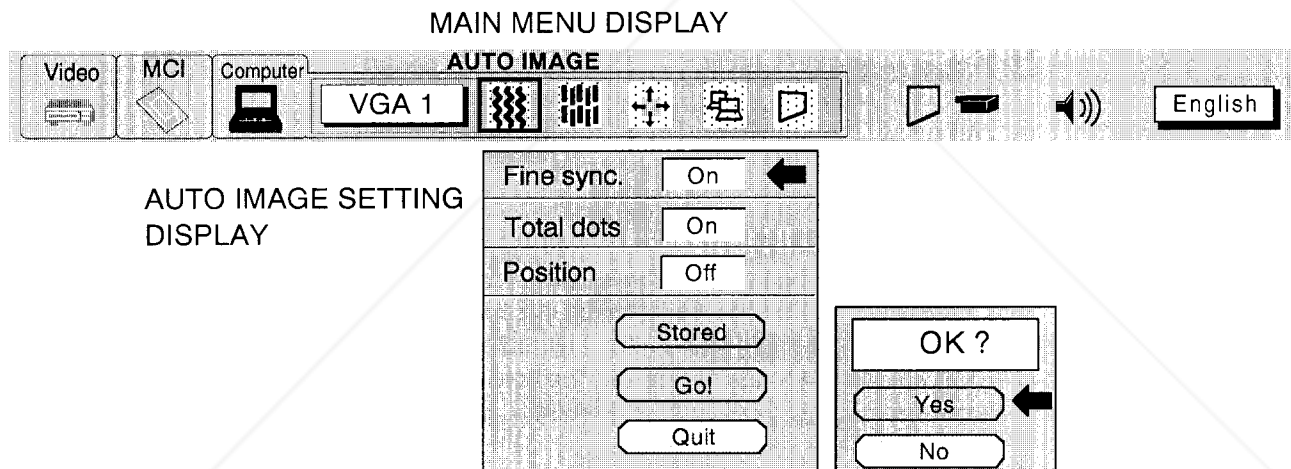 MAIN MENU DISPLAY
AUTO IMAGE
Video MCI Computer VGA 1 English
AUTO IMAGE SETTING
DISPLAY
Fine sync. On
Total dots On
Position Off
Stored
Go!
Quit
OK ?
Yes
No